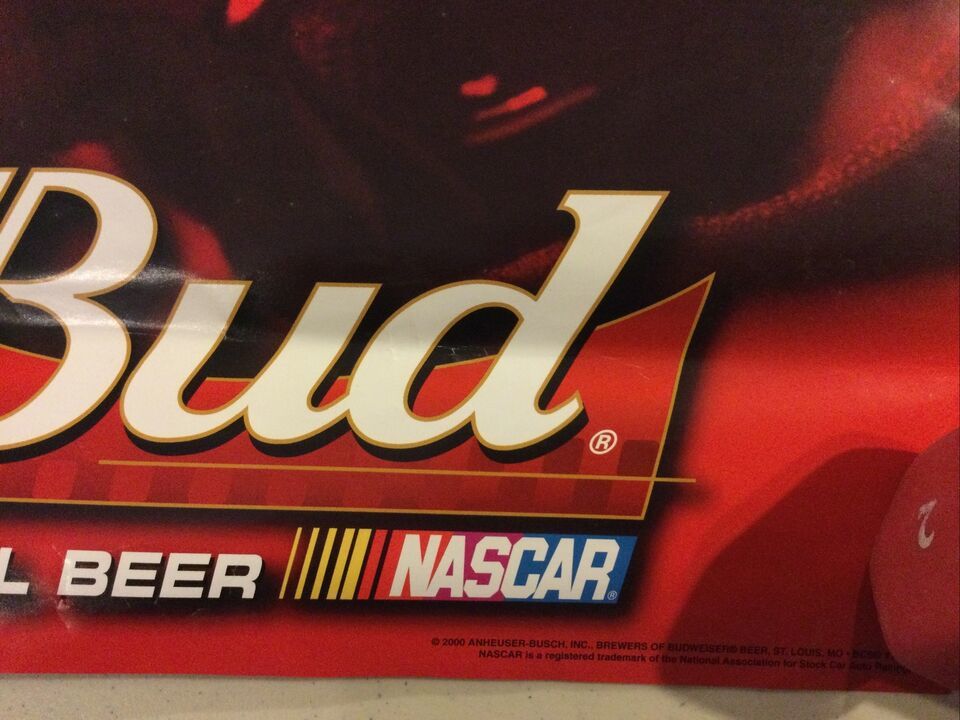 Bud®
L BEER NASCAR®
© 2000 ANHEUSER-BUSCH, INC., BREWERS OF BUDWEISER® BEER, ST. LOUIS, MO •
NASCAR is a registered trademark of the National Association for Stock Car Auto